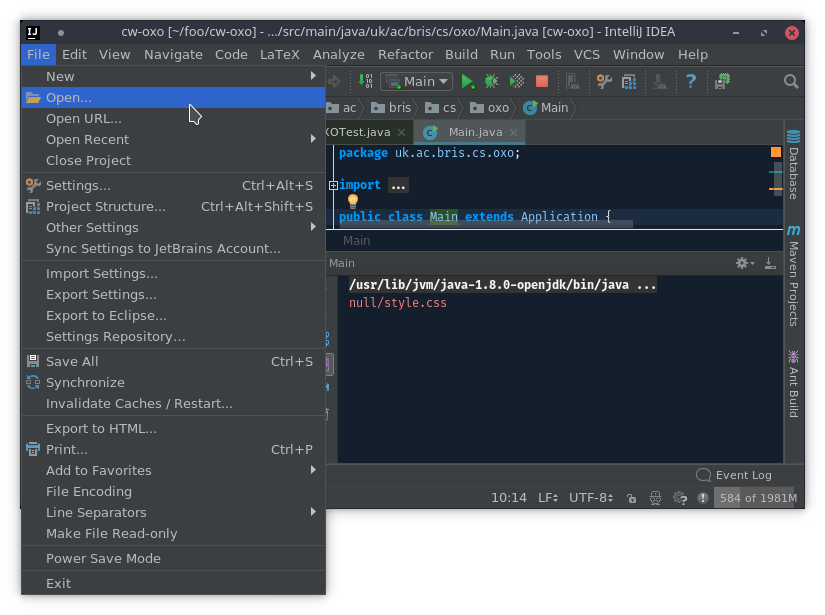 cw-oxo [~/foo/cw-oxo] - .../src/main/java/uk/ac/bris/cs/oxo/Main.java [cw-oxo] - IntelliJ IDEA
File Edit View Navigate Code LaTeX Analyze Refactor Build Run Tools VCS Window Help
New
Main
Open...
ac bris cs oxo Main
Open URL...
Open Recent
XOTest.java Main.java
Close Project
package uk.ac.bris.cs.oxo;
Settings... Ctrl+Alt+S
import ...
Project Structure... Ctrl+Alt+Shift+S
Other Settings
public class Main extends Application {
Sync Settings to JetBrains Account...
Main
Import Settings...
Main
Export Settings...
/usr/lib/jvm/java-1.8.0-openjdk/bin/java ...
null/style.css
Export to Eclipse...
Settings Repository...
Save All Ctrl+S
Synchronize
Invalidate Caches / Restart...
Export to HTML...
Print... Ctrl+P
Add to Favorites
File Encoding
Line Separators
Make File Read-only
Power Save Mode
Exit
Database
Maven Projects
Ant Build
Event Log
10:14 LF UTF-8 584 of 1981M